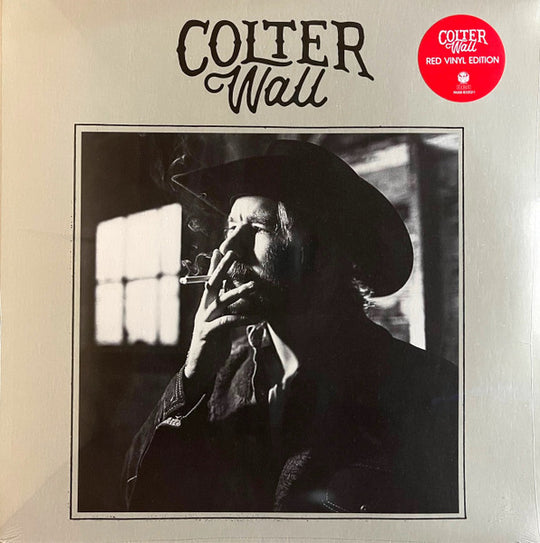 COLTER
Wall
COLTER
Wall
RED VINYL EDITION